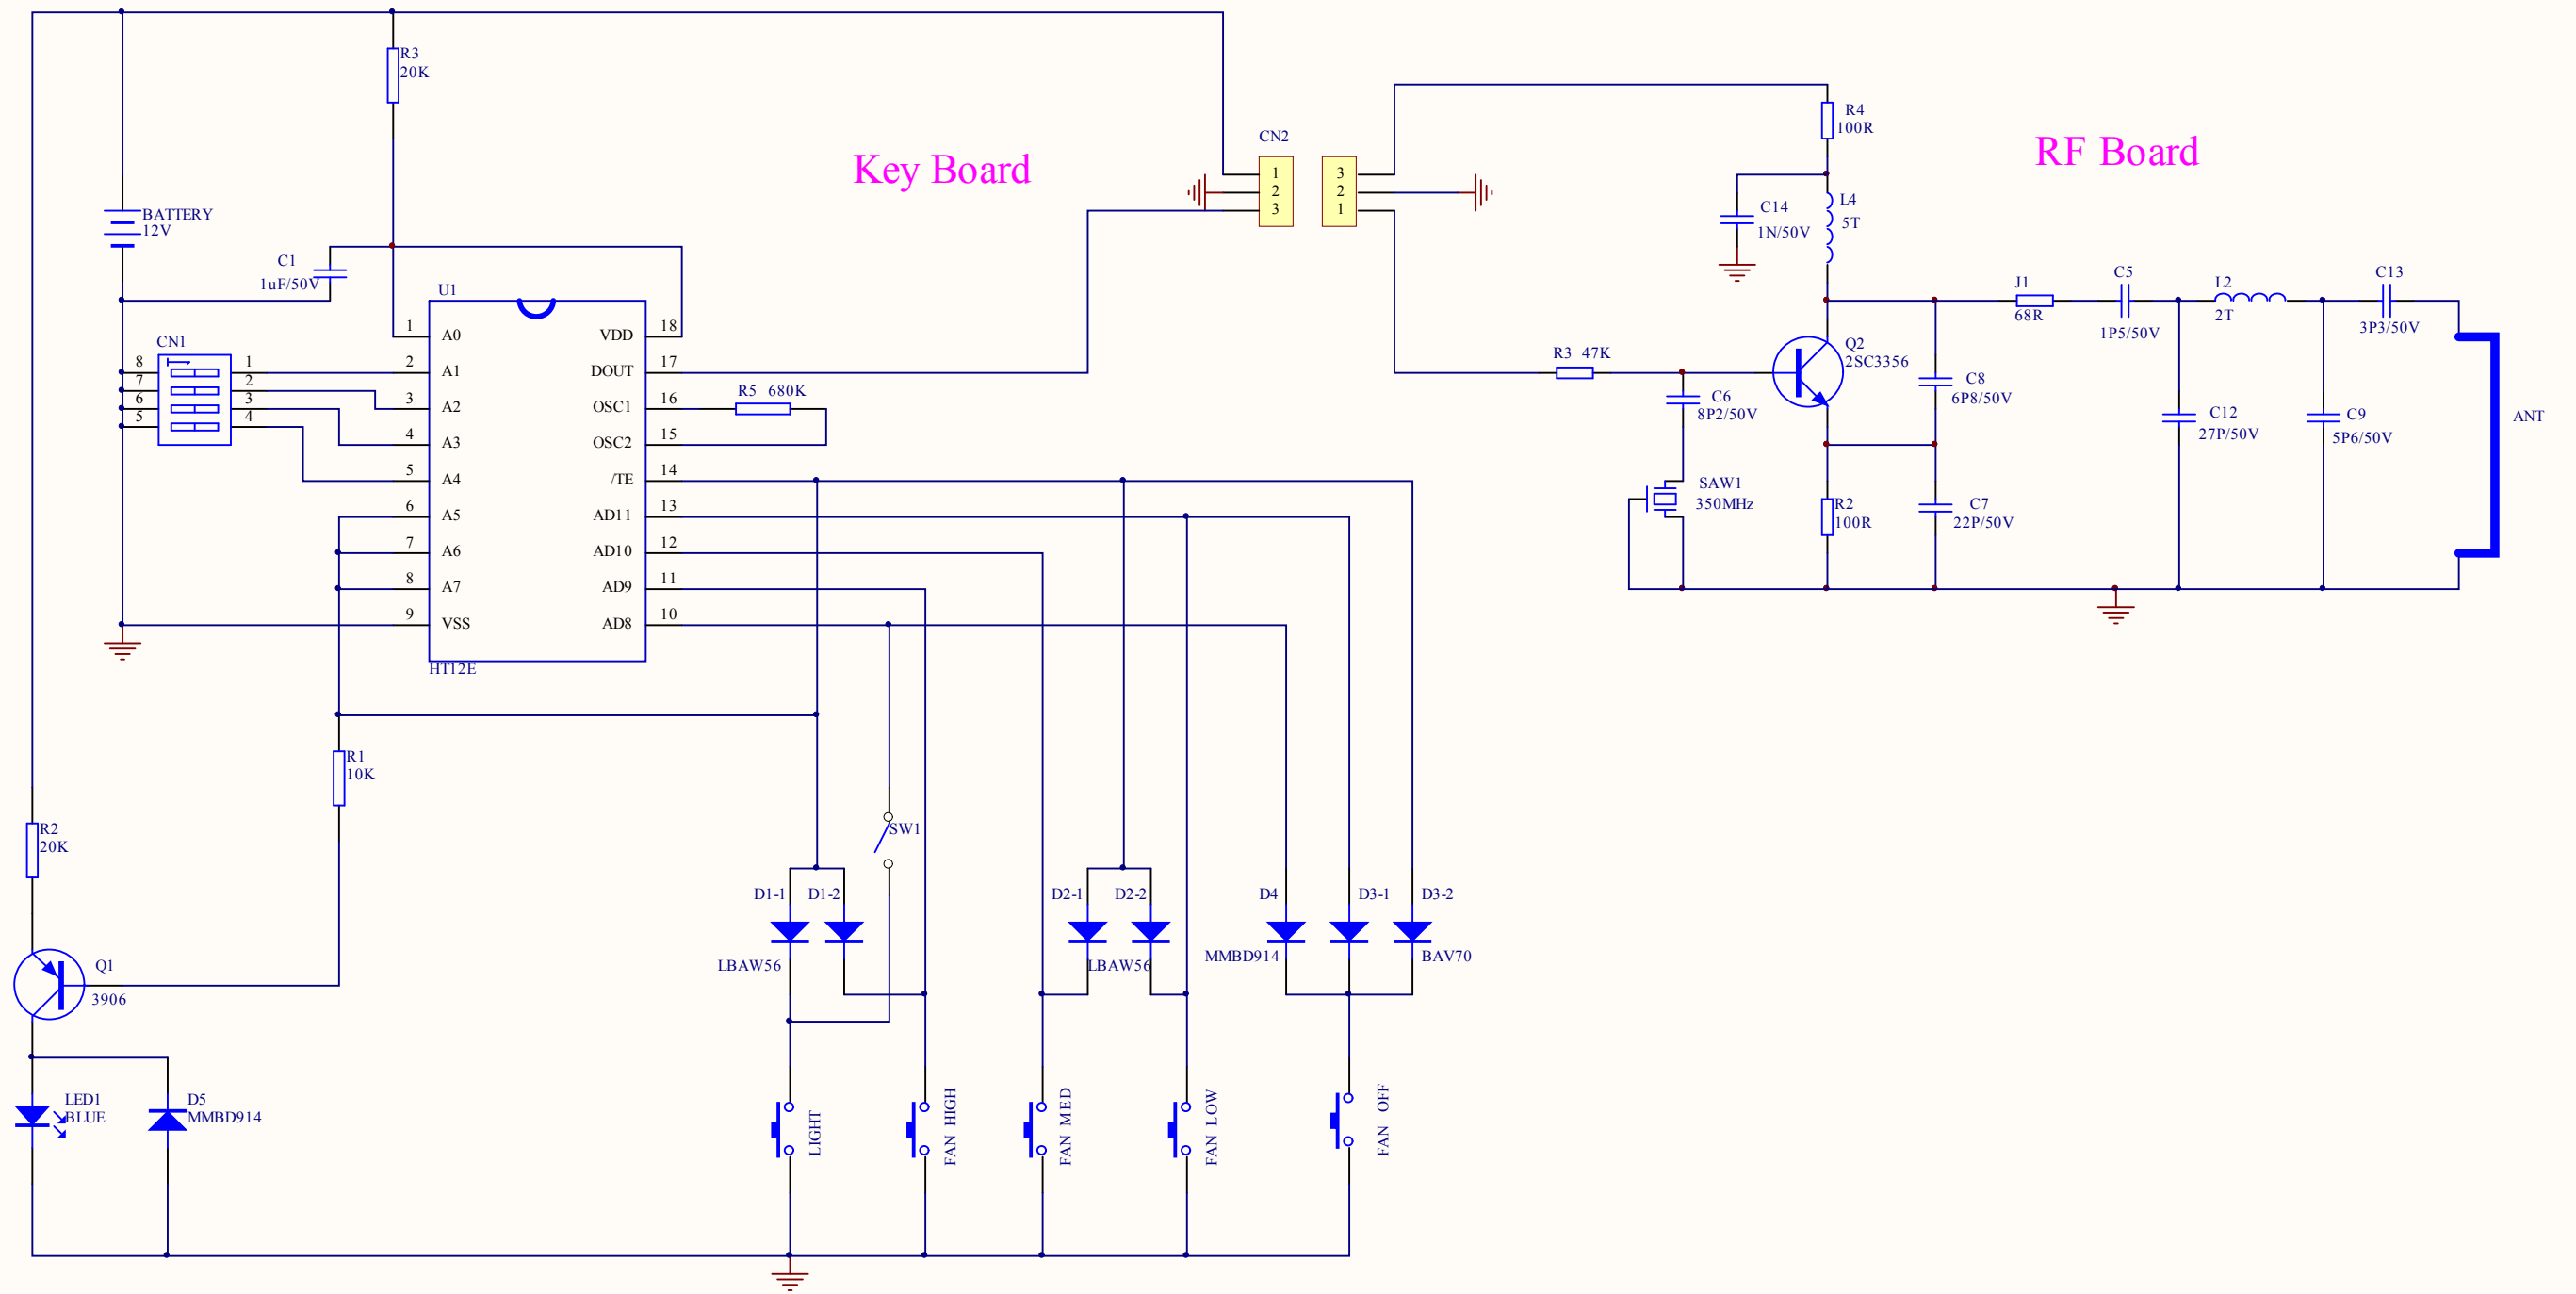 R3
20K
Key Board
CN2
1
2
3
3
2
1
R4
100R
RF Board
C14
1N/50V
L4
5T
BATTERY
12V
C1
1uF/50V
CN1
8
7
6
5
1
2
3
4
U1
1 A0
2 A1
3 A2
4 A3
5 A4
6 A5
7 A6
8 A7
9 VSS
VDD 18
DOUT 17
OSC1 16
OSC2 15
/TE 14
AD11 13
AD10 12
AD9 11
AD8 10
HT12E
R5 680K
R3 47K
C6
8P2/50V
SAW1
350MHz
Q2
2SC3356
R2
100R
C8
6P8/50V
C7
22P/50V
J1
68R
C5
1P5/50V
L2
2T
C13
3P3/50V
C12
27P/50V
C9
5P6/50V
ANT
R1
10K
R2
20K
Q1
3906
LED1
BLUE
D5
MMBD914
SW1
D1-1
D1-2
LBAW56
D2-1
D2-2
LBAW56
D4
MMBD914
D3-1
D3-2
BAV70
LIGHT
FAN HIGH
FAN MED
FAN LOW
FAN OFF